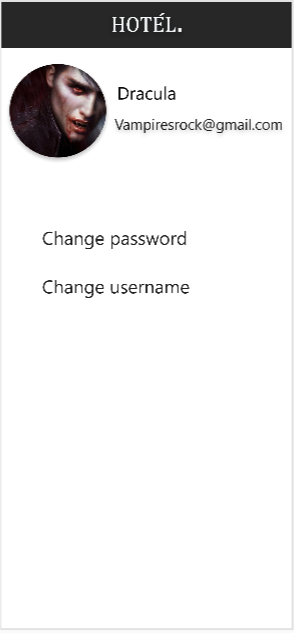 HOTÉL.
Dracula
Vampiresrock@gmail.com
Change password
Change username